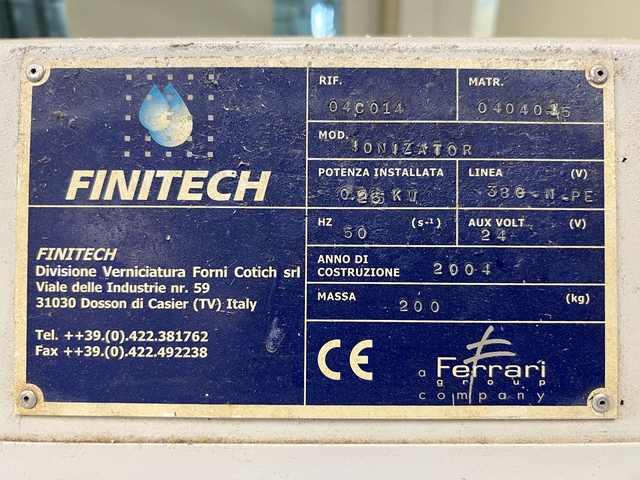 FINITECH
FINITECH
Divisione Verniciatura Forni Cotich srl
Viale delle Industrie nr. 59
31030 Dosson di Casier (TV) Italy
Tel. ++39.(0).422.381762
Fax ++39.(0).422.492238
RIF. MATR.
04C014
MOD.
IONIZATOR
POTENZA INSTALLATA LINEA (V)
KW 380-N-PE
HZ (s⁻¹) AUX VOLT (V)
50 24
ANNO DI
COSTRUZIONE 2004
MASSA (kg)
200
CE
a Ferrari
group
company